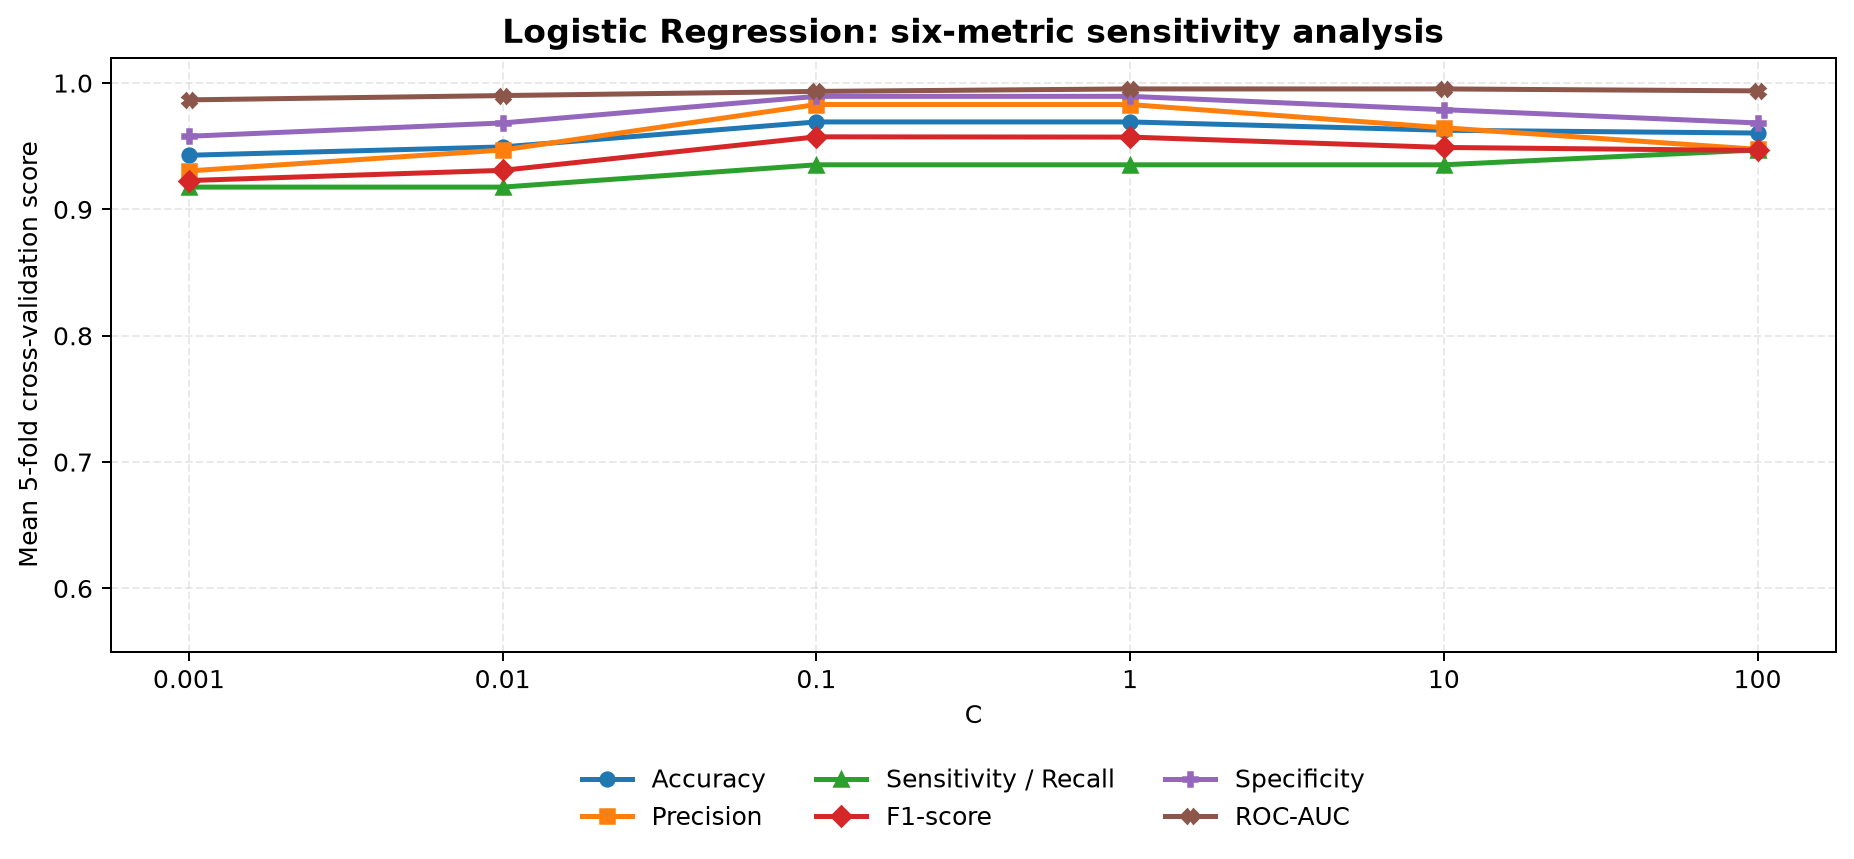 Logistic Regression: six-metric sensitivity analysis
Mean 5-fold cross-validation score
1.0
0.9
0.8
0.7
0.6
0.001 0.01 0.1 1 10 100
C
Accuracy Sensitivity / Recall Specificity
Precision F1-score ROC-AUC